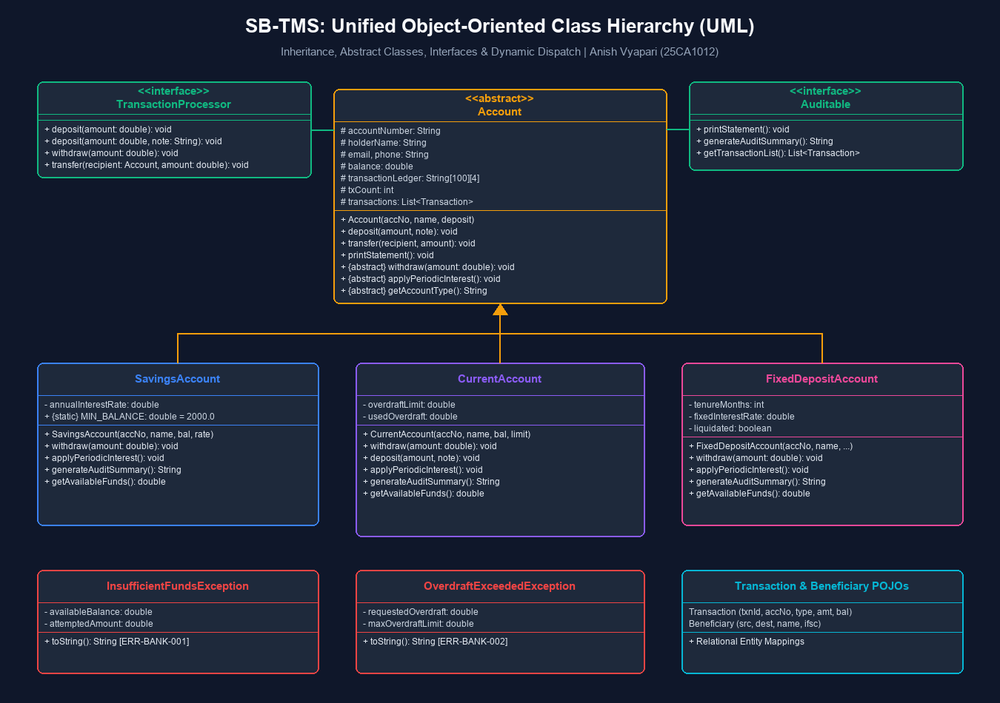 SB-TMS: Unified Object-Oriented Class Hierarchy (UML)
Inheritance, Abstract Classes, Interfaces & Dynamic Dispatch | Anish Vyapari (25CA1012)
<<interface>>
TransactionProcessor
+ deposit(amount: double): void
+ deposit(amount: double, note: String): void
+ withdraw(amount: double): void
+ transfer(recipient: Account, amount: double): void
<<abstract>>
Account
# accountNumber: String
# holderName: String
# email, phone: String
# balance: double
# transactionLedger: String[100][4]
# txCount: int
# transactions: List<Transaction>
+ Account(accNo, name, deposit)
+ deposit(amount, note): void
+ transfer(recipient, amount): void
+ printStatement(): void
+ {abstract} withdraw(amount: double): void
+ {abstract} applyPeriodicInterest(): void
+ {abstract} getAccountType(): String
<<interface>>
Auditable
+ printStatement(): void
+ generateAuditSummary(): String
+ getTransactionList(): List<Transaction>
SavingsAccount
- annualInterestRate: double
+ {static} MIN_BALANCE: double = 2000.0
+ SavingsAccount(accNo, name, bal, rate)
+ withdraw(amount: double): void
+ applyPeriodicInterest(): void
+ generateAuditSummary(): String
+ getAvailableFunds(): double
CurrentAccount
- overdraftLimit: double
- usedOverdraft: double
+ CurrentAccount(accNo, name, bal, limit)
+ withdraw(amount: double): void
+ deposit(amount, note): void
+ applyPeriodicInterest(): void
+ generateAuditSummary(): String
+ getAvailableFunds(): double
FixedDepositAccount
- tenureMonths: int
- fixedInterestRate: double
- liquidated: boolean
+ FixedDepositAccount(accNo, name, ...)
+ withdraw(amount: double): void
+ applyPeriodicInterest(): void
+ generateAuditSummary(): String
+ getAvailableFunds(): double
InsufficientFundsException
- availableBalance: double
- attemptedAmount: double
+ toString(): String [ERR-BANK-001]
OverdraftExceededException
- requestedOverdraft: double
- maxOverdraftLimit: double
+ toString(): String [ERR-BANK-002]
Transaction & Beneficiary POJOs
Transaction (txnId, accNo, type, amt, bal)
Beneficiary (src, dest, name, ifsc)
+ Relational Entity Mappings